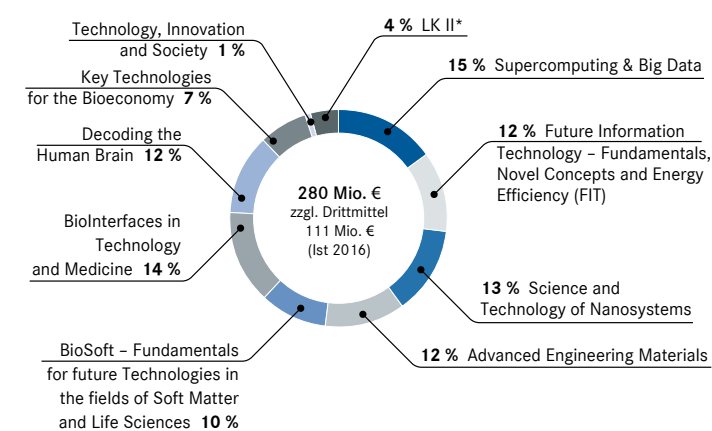 4 % LK II*
15 % Supercomputing & Big Data
12 % Future Information
Technology – Fundamentals,
Novel Concepts and Energy
Efficiency (FIT)
13 % Science and
Technology of Nanosystems
12 % Advanced Engineering Materials
BioSoft – Fundamentals
for future Technologies in
the fields of Soft Matter
and Life Sciences 10 %
BioInterfaces in
Technology
and Medicine 14 %
Decoding the
Human Brain 12 %
Key Technologies
for the Bioeconomy 7 %
Technology, Innovation
and Society 1 %
280 Mio. €
zzgl. Drittmittel
111 Mio. €
(Ist 2016)